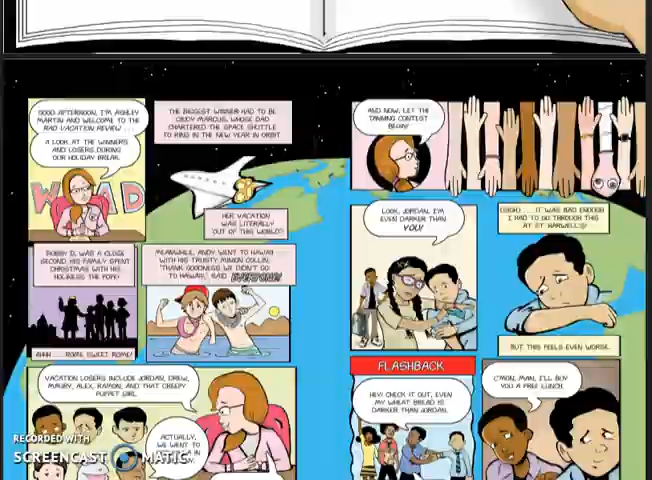 GOOD AFTERNOON, I'M ASHLEY
MARTIN AND WELCOME TO THE
RAD VACATION REVIEW . . .
A LOOK AT THE WINNERS
AND LOSERS DURING
OUR HOLIDAY BREAK.
W AD
THE BIGGEST WINNER HAD TO BE
MARCUS, WHOSE DAD
CHARTERED THE SPACE SHUTTLE
TO RING IN THE NEW YEAR IN ORBIT.
HER VACATION
WAS LITERALLY
OUT OF THIS WORLD!
BOBBY D. WAS A CLOSE
SECOND. HIS FAMILY SPENT
CHRISTMAS WITH HIS
HOLINESS THE POPE!
AHHH . . . ROME SWEET ROME!
MEANWHILE, ANDY WENT TO HAWAII
WITH HIS TRUSTY MINION COLLIN.
"THANK GOODNESS WE DIDN'T GO
TO HAWAII," SAID
VACATION LOSERS INCLUDE JORDAN, DREW,
MAURY, ALEX, RAMON, AND THAT CREEPY
PUPPET GIRL.
ACTUALLY,
WE WENT TO
AND NOW, LET THE
TANNING CONTEST
BEGIN!
LOOK, JORDAN, I'M
EVEN DARKER THAN
YOU!
(SIGH) . . . IT WAS BAD ENOUGH
I HAD TO GO THROUGH THIS
AT ST. HARWELL'S!
BUT THIS FEELS EVEN WORSE.
FLASHBACK
HEY! CHECK IT OUT, EVEN
MY WHEAT BREAD IS
DARKER THAN JORDAN.
C'MON, MAN, I'LL BUY
YOU A FREE LUNCH.
RECORDED WITH
SCREENCAST MATIC